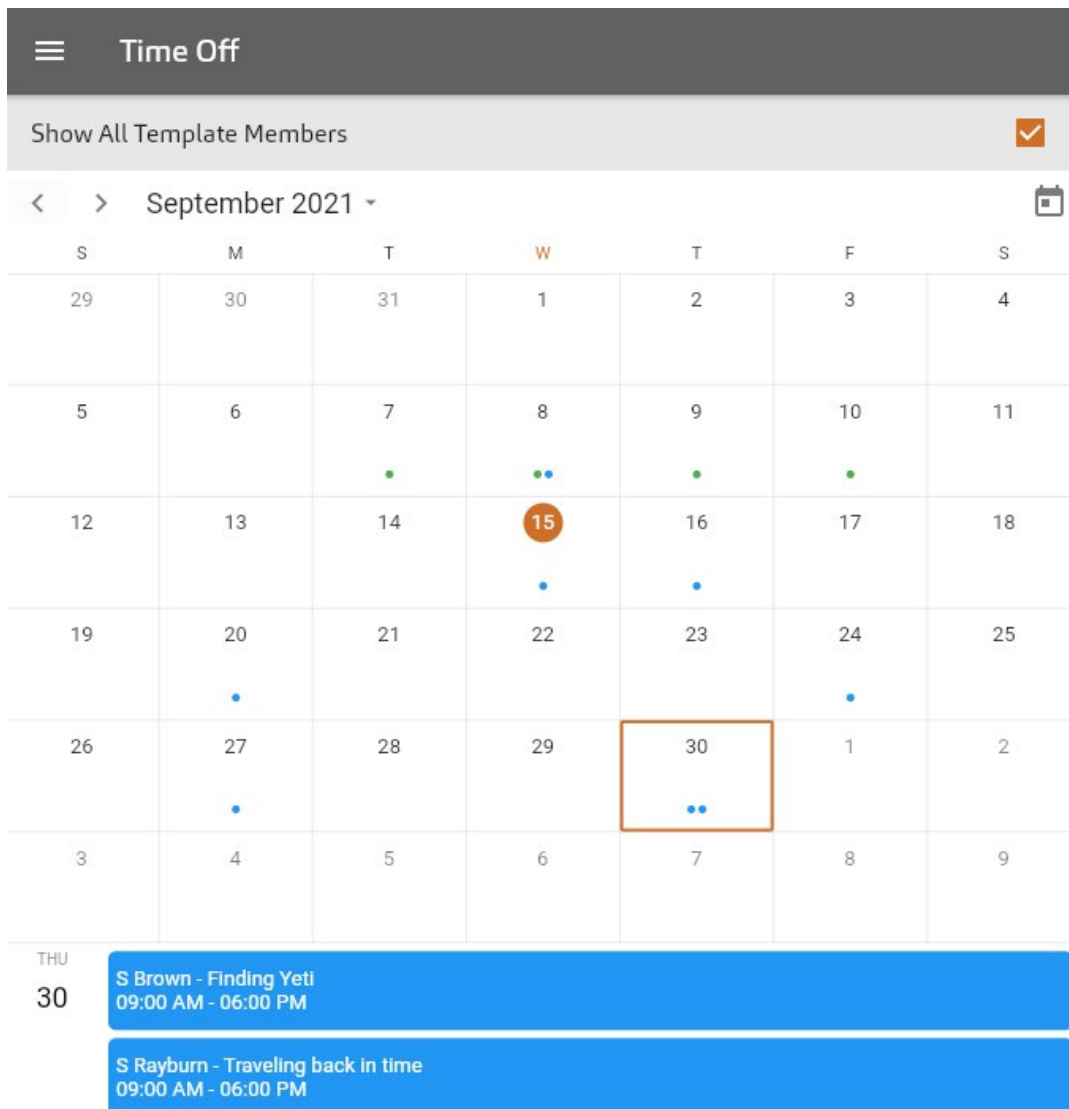 Time Off
Show All Template Members
September 2021
S M T W T F S
29 30 31 1 2 3 4
5 6 7 8 9 10 11
12 13 14 15 16 17 18
19 20 21 22 23 24 25
26 27 28 29 30 1 2
3 4 5 6 7 8 9
THU
30
S Brown - Finding Yeti
09:00 AM - 06:00 PM
S Rayburn - Traveling back in time
09:00 AM - 06:00 PM